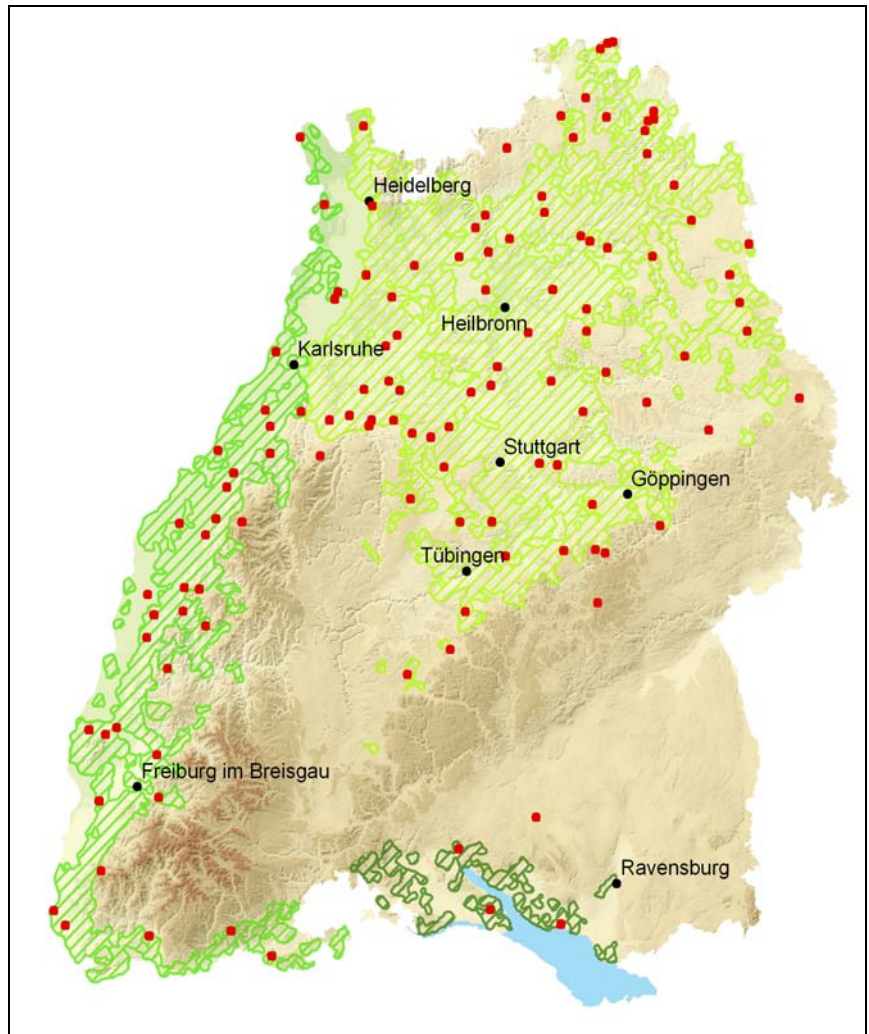 Heidelberg
Heilbronn
Karlsruhe
Stuttgart
Göppingen
Tübingen
Freiburg im Breisgau
Ravensburg